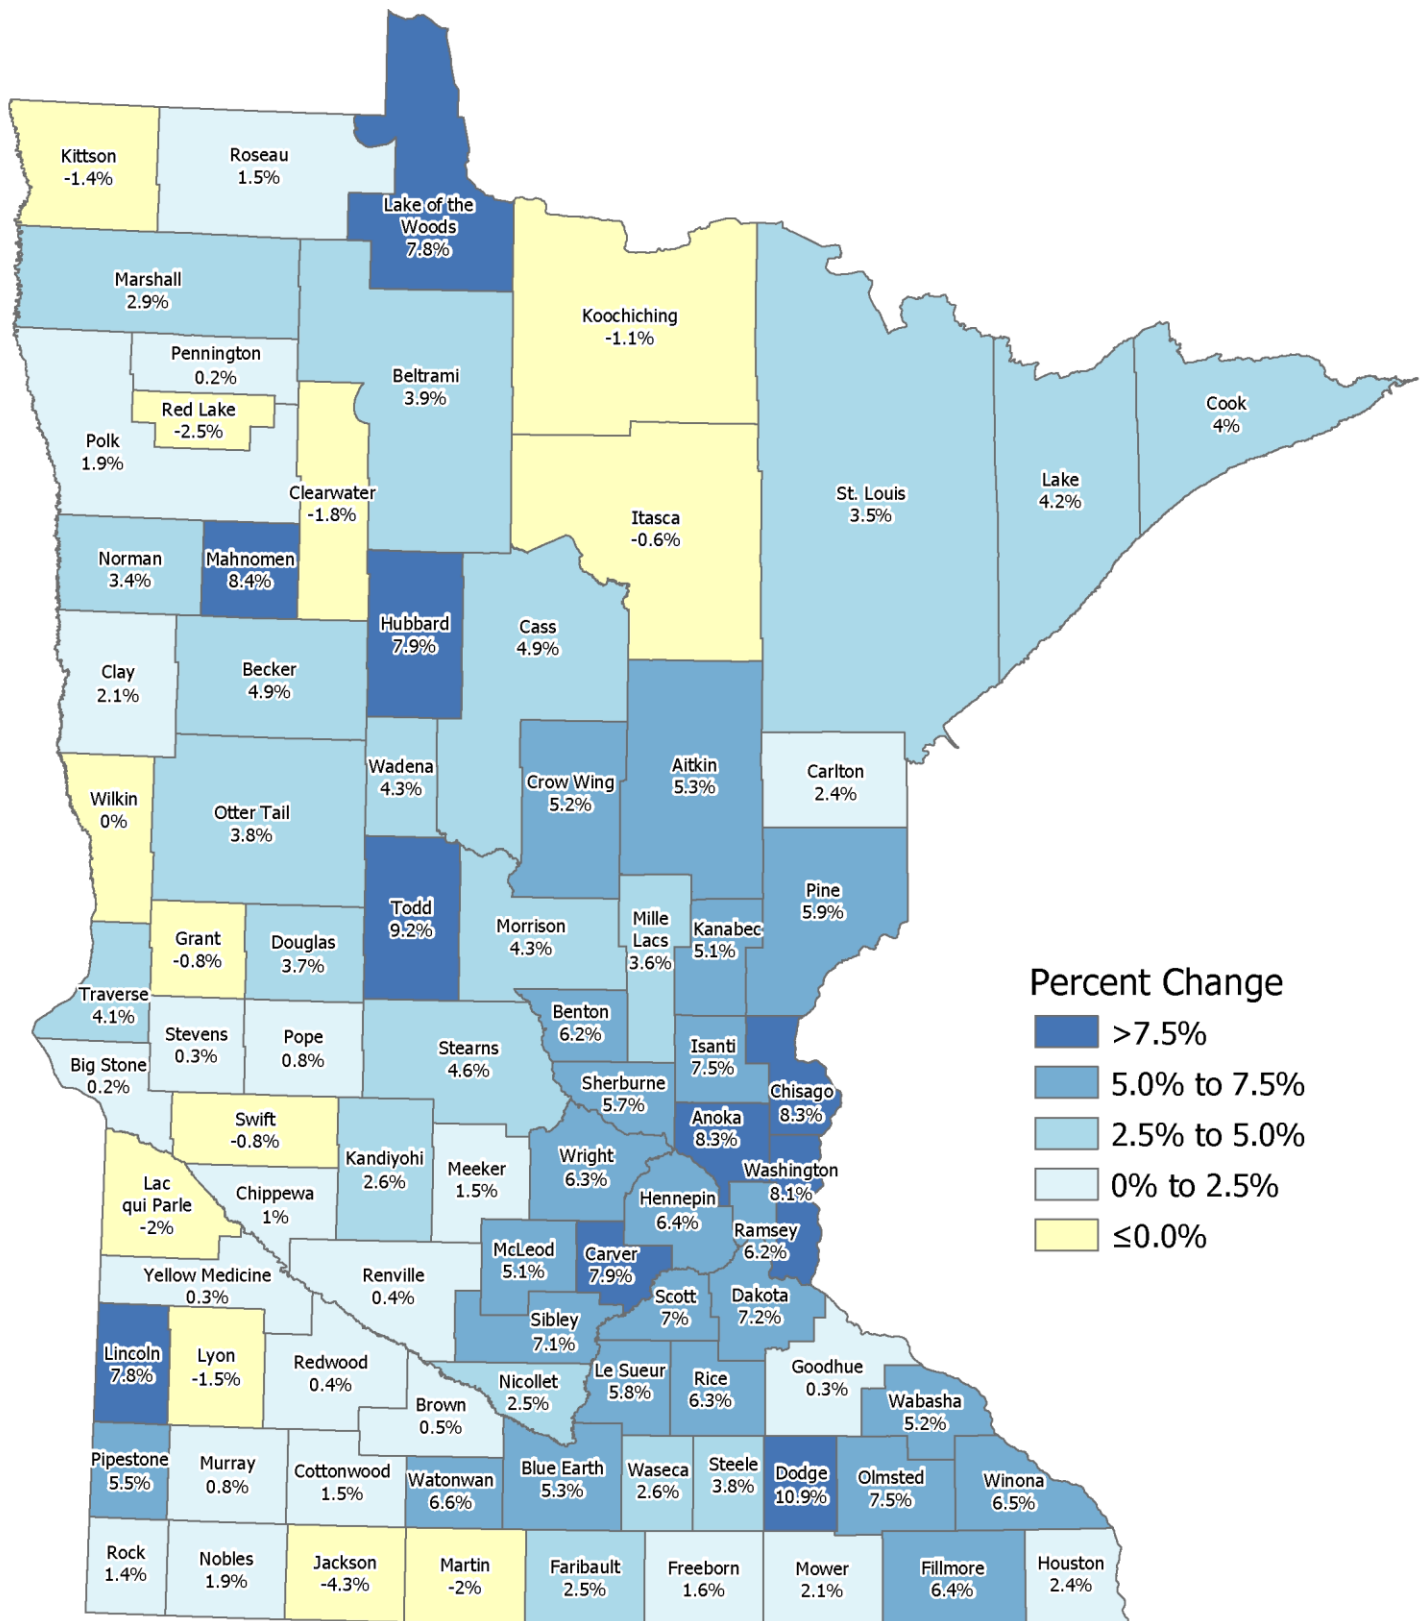 Kittson
-1.4%
Roseau
1.5%
Lake of the
Woods
7.8%
Marshall
2.9%
Koochiching
-1.1%
Pennington
0.2%
Beltrami
3.9%
Red Lake
-2.5%
Polk
1.9%
Cook
4%
Clearwater
-1.8%
St. Louis
3.5%
Lake
4.2%
Itasca
-0.6%
Norman
3.4%
Mahnomen
8.4%
Hubbard
7.9%
Cass
4.9%
Clay
2.1%
Becker
4.9%
Wadena
4.3%
Crow Wing
5.2%
Aitkin
5.3%
Carlton
2.4%
Wilkin
0%
Otter Tail
3.8%
Todd
9.2%
Morrison
4.3%
Mille
Lacs
3.6%
Kanabec
5.1%
Pine
5.9%
Grant
-0.8%
Douglas
3.7%
Traverse
4.1%
Stevens
0.3%
Pope
0.8%
Stearns
4.6%
Benton
6.2%
Isanti
7.5%
Big Stone
0.2%
Sherburne
5.7%
Chisago
8.3%
Swift
-0.8%
Anoka
8.3%
Kandiyohi
2.6%
Meeker
1.5%
Wright
6.3%
Washington
8.1%
Lac
qui Parle
-2%
Chippewa
1%
Hennepin
6.4%
Ramsey
6.2%
McLeod
5.1%
Carver
7.9%
Yellow Medicine
0.3%
Renville
0.4%
Scott
7%
Dakota
7.2%
Sibley
7.1%
Lincoln
7.8%
Lyon
-1.5%
Redwood
0.4%
Nicollet
2.5%
Le Sueur
5.8%
Rice
6.3%
Goodhue
0.3%
Wabasha
5.2%
Brown
0.5%
Pipestone
5.5%
Murray
0.8%
Cottonwood
1.5%
Watonwan
6.6%
Blue Earth
5.3%
Waseca
2.6%
Steele
3.8%
Dodge
10.9%
Olmsted
7.5%
Winona
6.5%
Rock
1.4%
Nobles
1.9%
Jackson
-4.3%
Martin
-2%
Faribault
2.5%
Freeborn
1.6%
Mower
2.1%
Fillmore
6.4%
Houston
2.4%
Percent Change
>7.5%
5.0% to 7.5%
2.5% to 5.0%
0% to 2.5%
≤0.0%